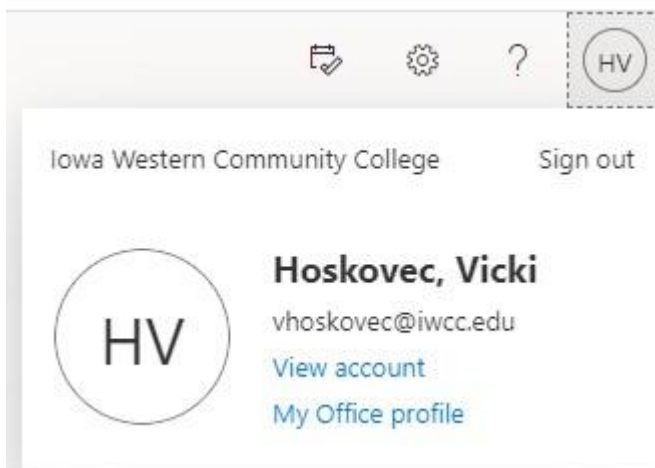 ? HV
Iowa Western Community College Sign out
Hoskovec, Vicki
HV
vhoskovec@iwcc.edu
View account
My Office profile